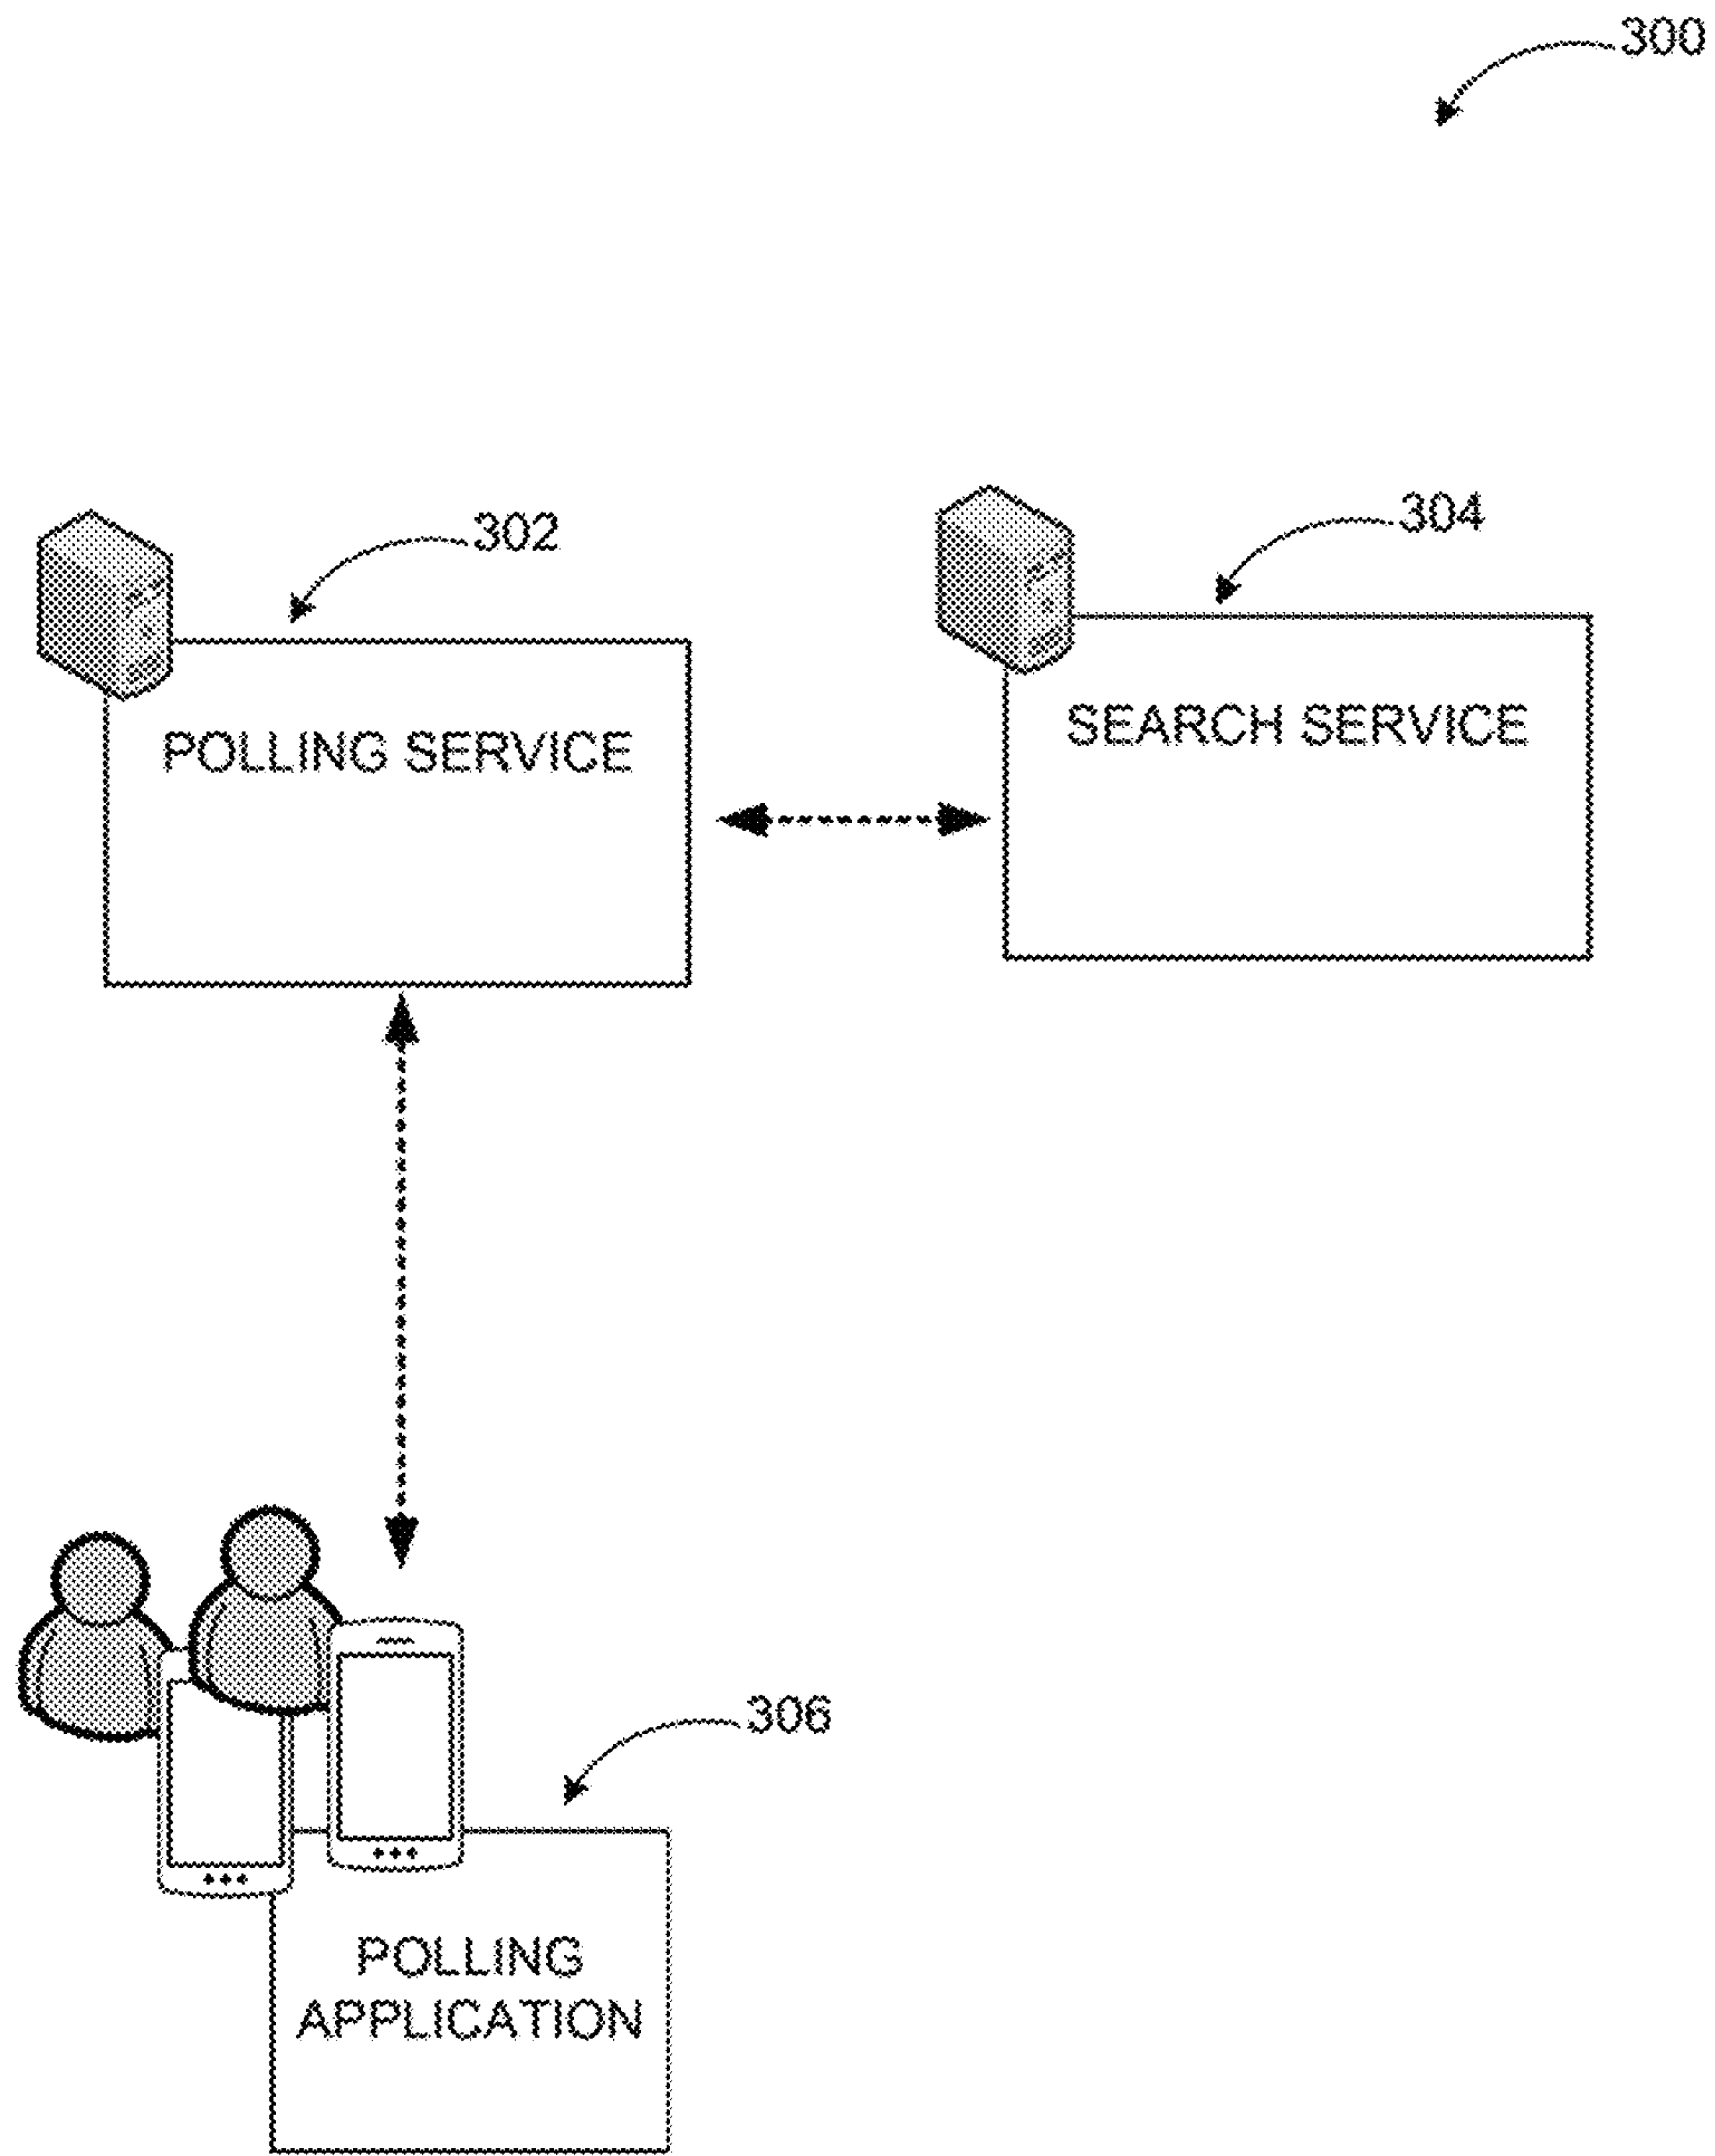 300
302
304
POLLING SERVICE
SEARCH SERVICE
306
POLLING
APPLICATION